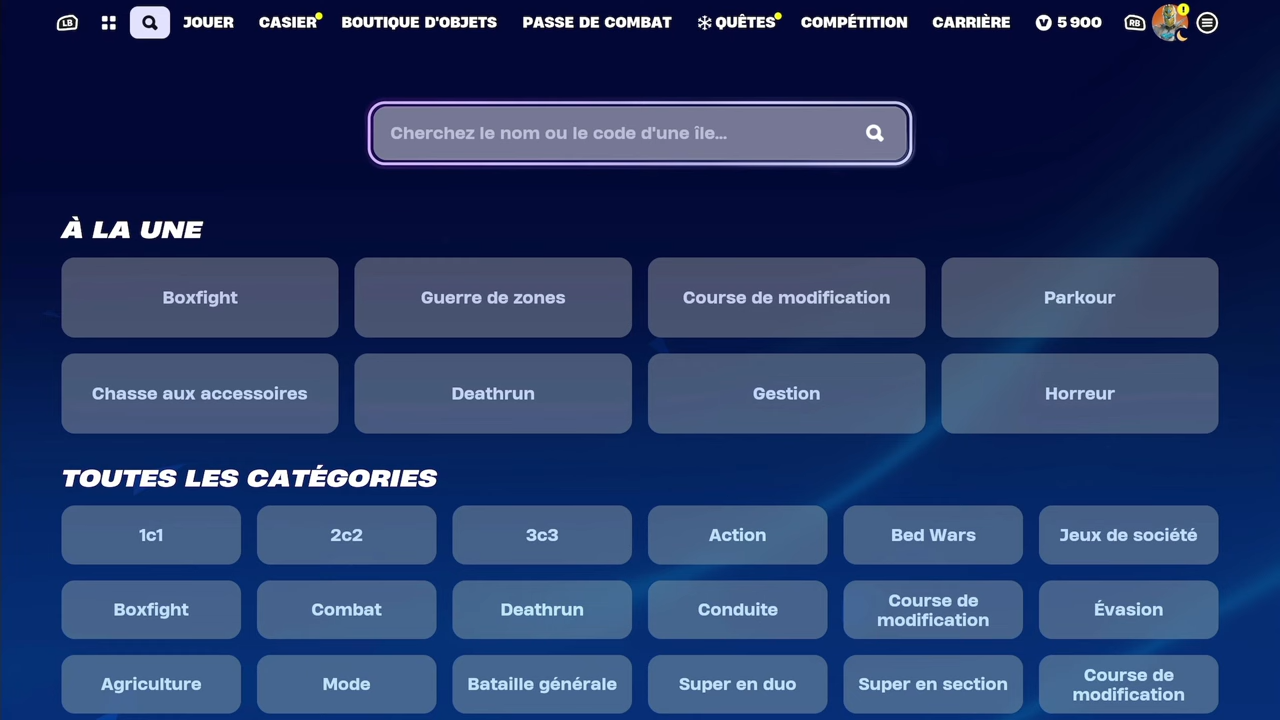 LB
JOUER
CASIER
BOUTIQUE D'OBJETS
PASSE DE COMBAT
QUÊTES
COMPÉTITION
CARRIÈRE
V 5 900
RB
!
Cherchez le nom ou le code d'une île...
À LA UNE
Boxfight
Guerre de zones
Course de modification
Parkour
Chasse aux accessoires
Deathrun
Gestion
Horreur
TOUTES LES CATÉGORIES
1c1
2c2
3c3
Action
Bed Wars
Jeux de société
Boxfight
Combat
Deathrun
Conduite
Course de
modification
Évasion
Agriculture
Mode
Bataille générale
Super en duo
Super en section
Course de
modification